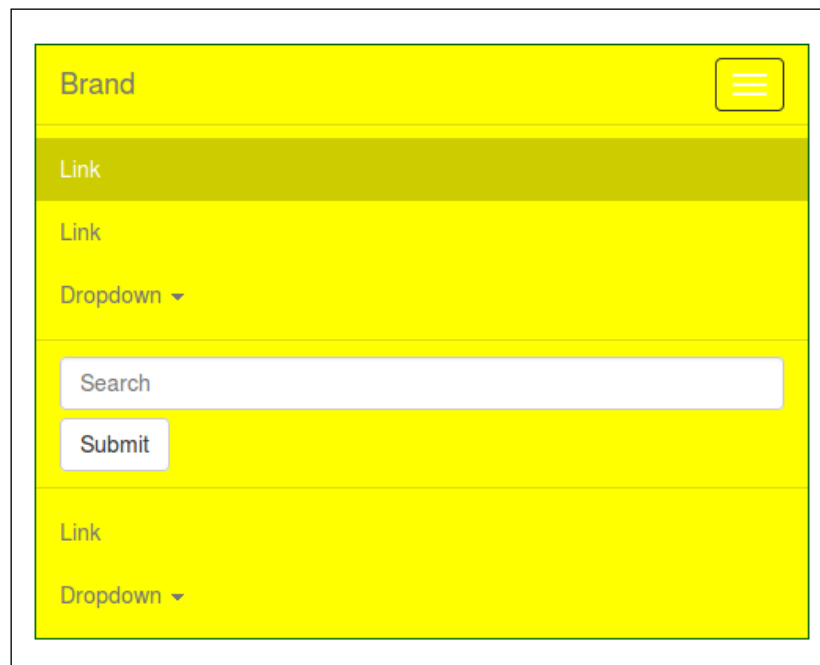 Brand
Link
Link
Dropdown
Search
Submit
Link
Dropdown